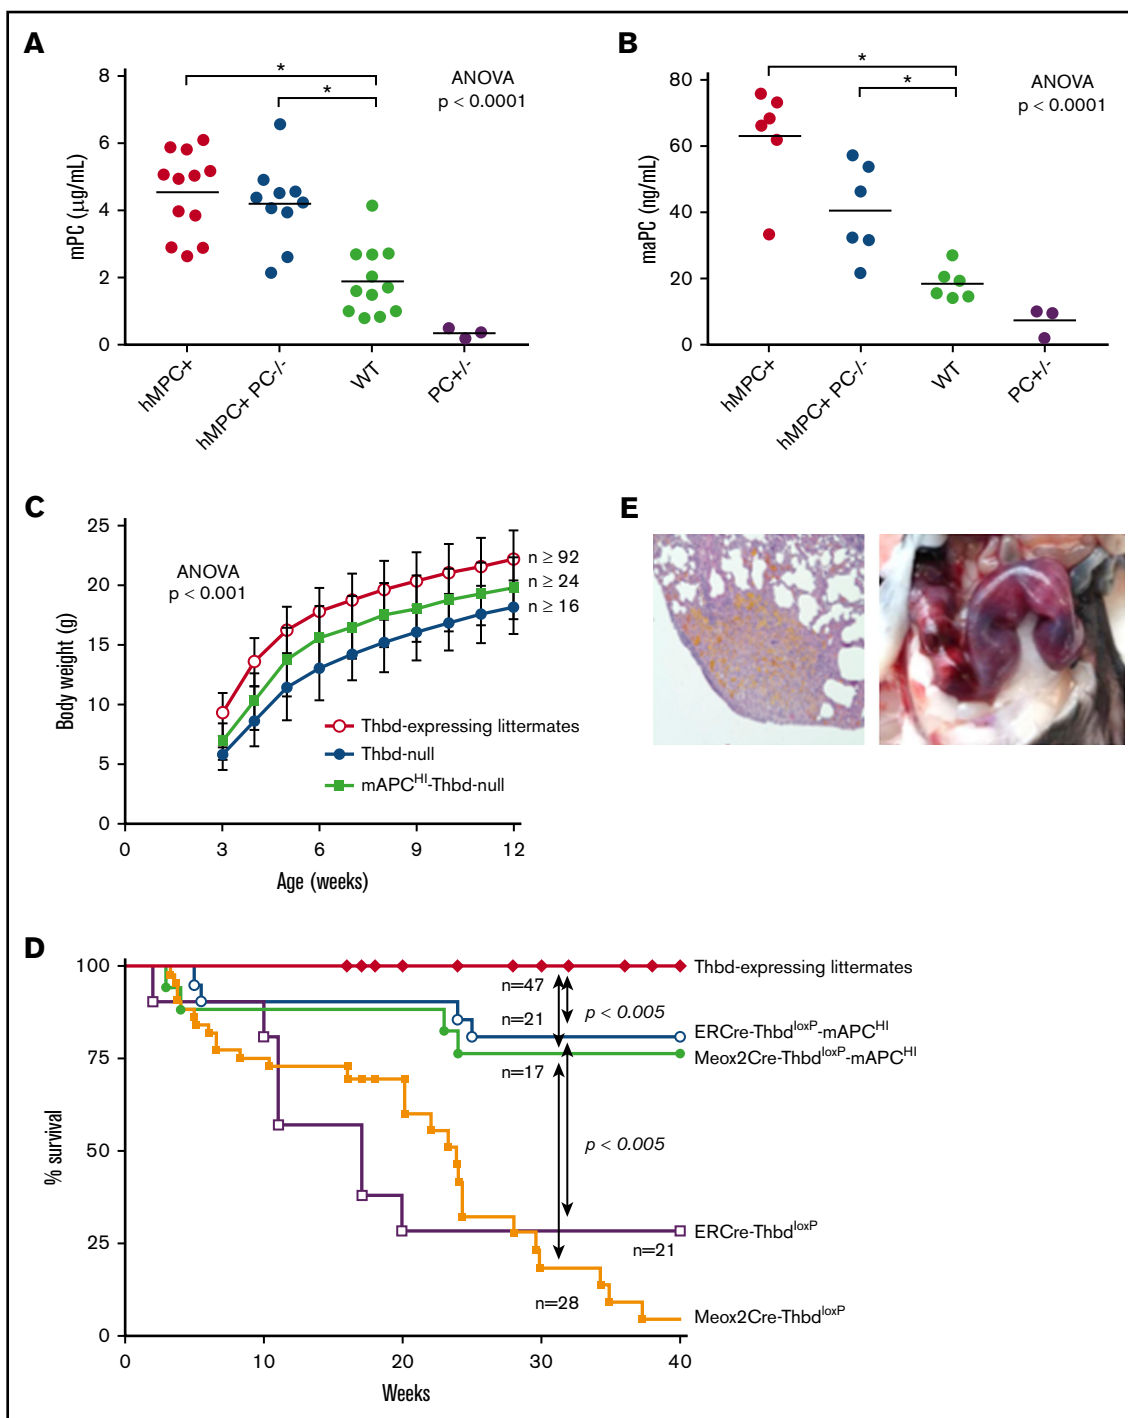 A
8
6
4
2
0
mPC (µg/mL)
*
*
ANOVA
p < 0.0001
hMPC+
hMPC+ PC-/-
WT
PC+/-
B
80
60
40
20
0
maPC (ng/mL)
*
*
ANOVA
p < 0.0001
hMPC+
hMPC+ PC-/-
WT
PC+/-
C
25
20
15
10
5
0
Body weight (g)
ANOVA
p < 0.001
n ≥ 92
n ≥ 24
n ≥ 16
Thbd-expressing littermates
Thbd-null
mAPCᴴᴵ-Thbd-null
0 3 6 9 12
Age (weeks)
E
D
100
75
50
25
0
% survival
n=47
n=21
n=17
p < 0.005
p < 0.005
n=21
n=28
Thbd-expressing littermates
ERCre-Thbdˡᵒˣᴾ-mAPCᴴᴵ
Meox2Cre-Thbdˡᵒˣᴾ-mAPCᴴᴵ
ERCre-Thbdˡᵒˣᴾ
Meox2Cre-Thbdˡᵒˣᴾ
0 10 20 30 40
Weeks